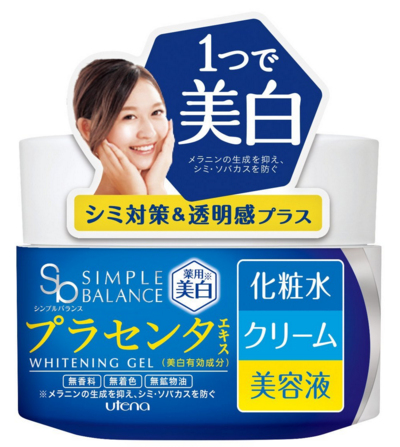 1つで
美白
メラニンの生成を抑え、
シミ・ソバカスを防ぐ
シミ対策&透明感プラス
Sib SIMPLE
BALANCE
シンプルバランス
薬用※
美白
プラセンタエキス
WHITENING GEL (美白有効成分)
無香料 無着色 無鉱物油
※メラニンの生成を抑え、シミ・ソバカスを防ぐ
utena
化粧水
クリーム
美容液